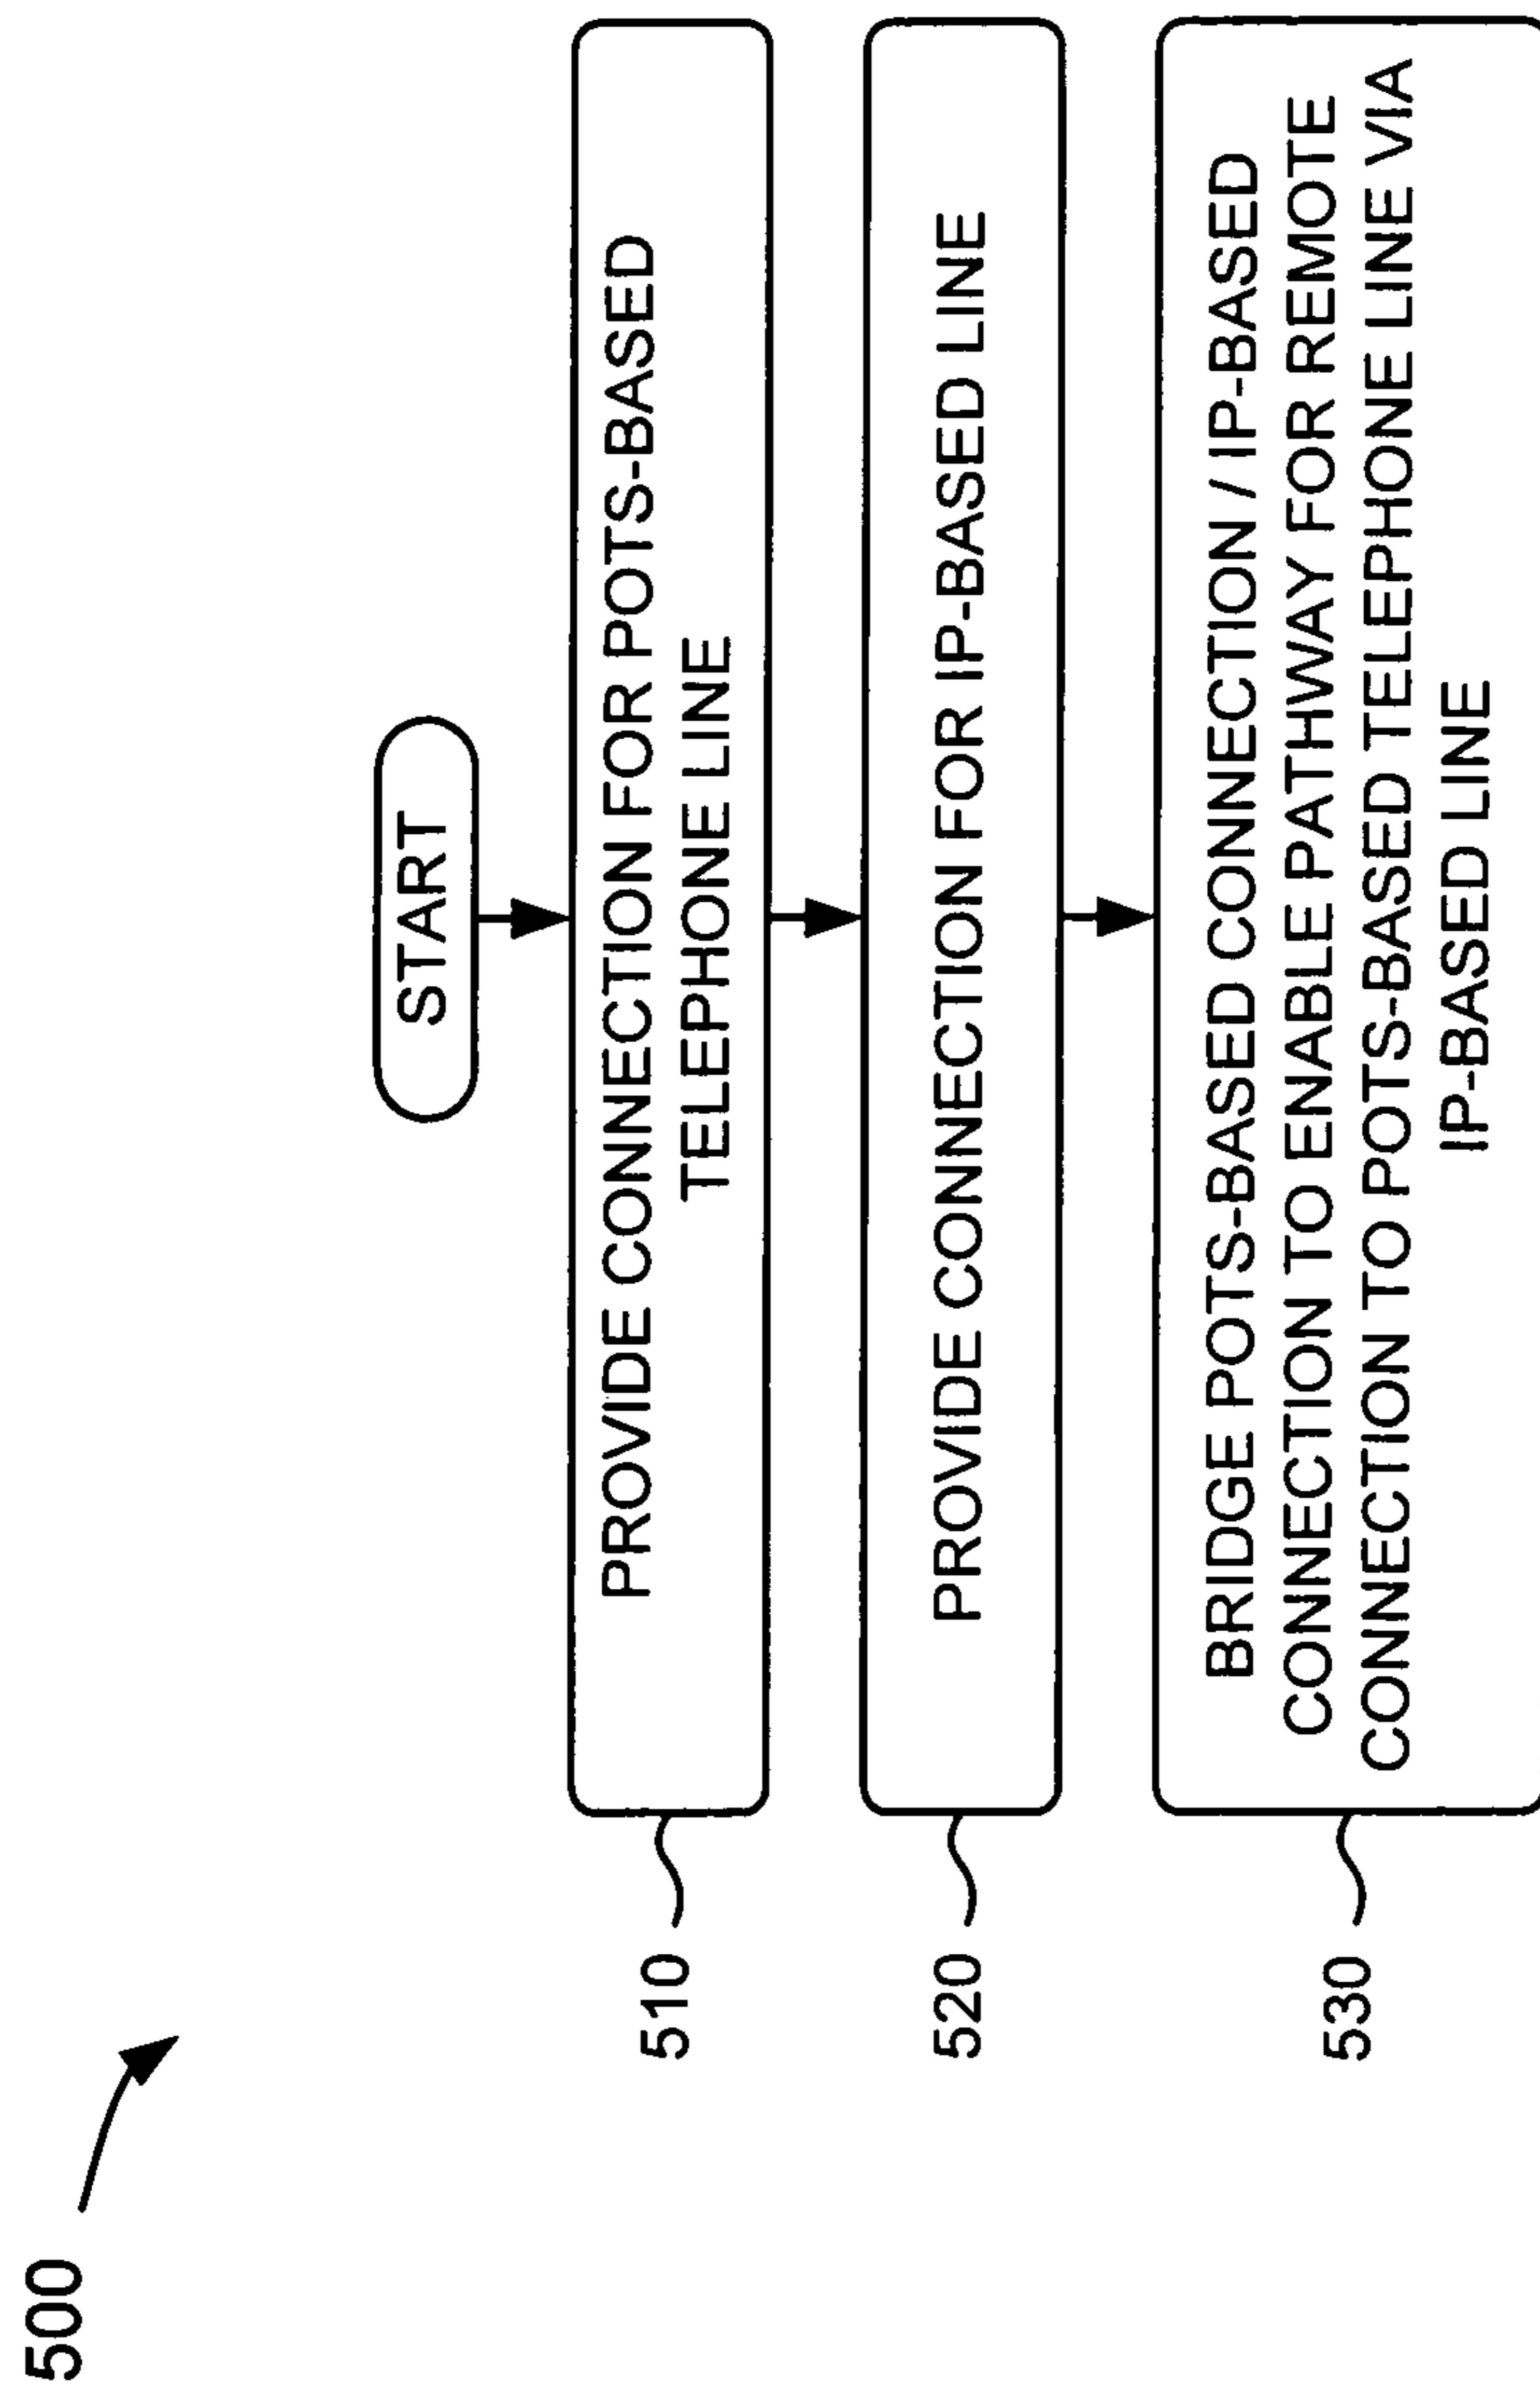 500
START
510
PROVIDE CONNECTION FOR POTS-BASED
TELEPHONE LINE
520
PROVIDE CONNECTION FOR IP-BASED LINE
530
BRIDGE POTS-BASED CONNECTION / IP-BASED
CONNECTION TO ENABLE PATHWAY FOR REMOTE
CONNECTION TO POTS-BASED TELEPHONE LINE VIA
IP-BASED LINE